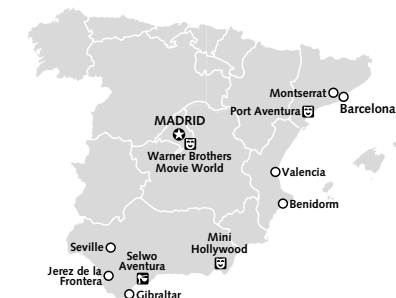 Montserrat
Barcelona
Port Aventura
MADRID
Warner Brothers
Movie World
Valencia
Benidorm
Mini
Hollywood
Seville
Selwo
Aventura
Jerez de la
Frontera
Gibraltar